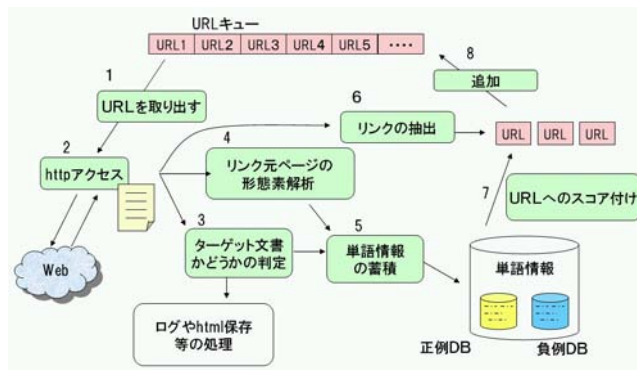 URLキュー
URL1 URL2 URL3 URL4 URL5 ‥‥
1
URLを取り出す
8
追加
6
リンクの抽出
URL URL URL
2
httpアクセス
4
リンク元ページの
形態素解析
7
URLへのスコア付け
3
ターゲット文書
かどうかの判定
5
単語情報
の蓄積
Web
単語情報
ログやhtml保存
等の処理
正例DB
負例DB